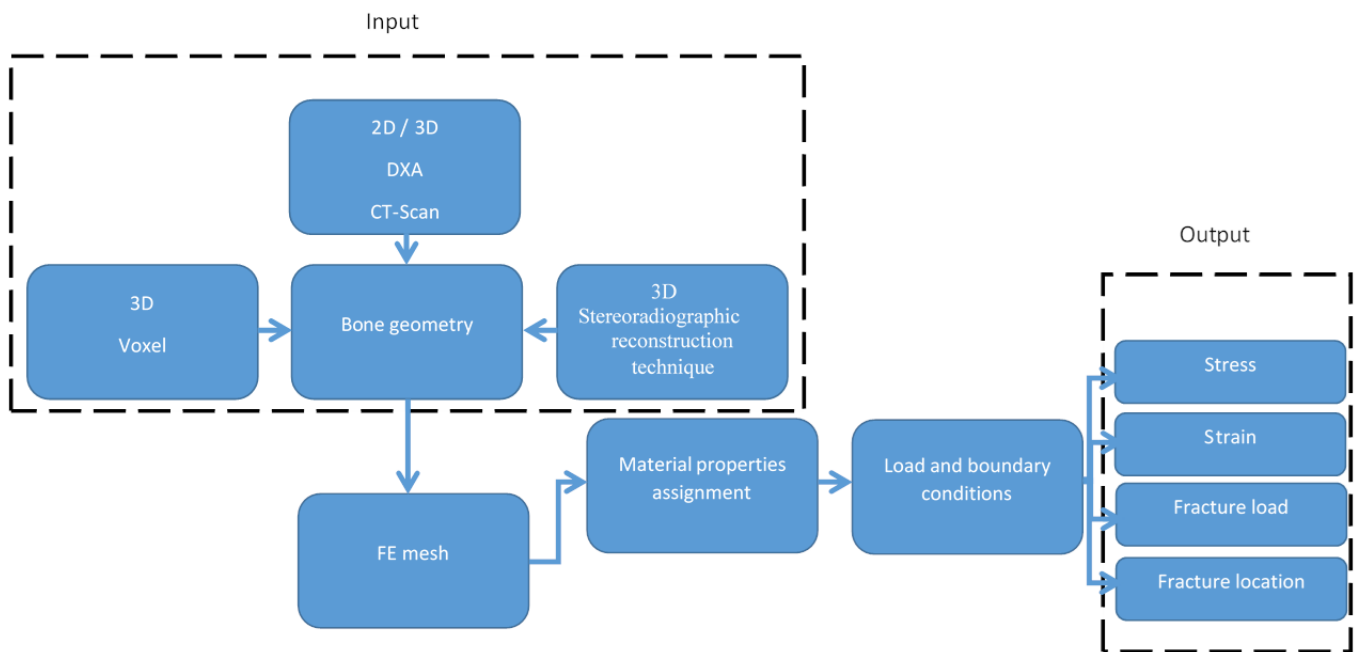 Input
2D / 3D
DXA
CT-Scan
3D
Voxel
Bone geometry
3D
Stereoradiographic
reconstruction
technique
FE mesh
Material properties
assignment
Load and boundary
conditions
Output
Stress
Strain
Fracture load
Fracture location